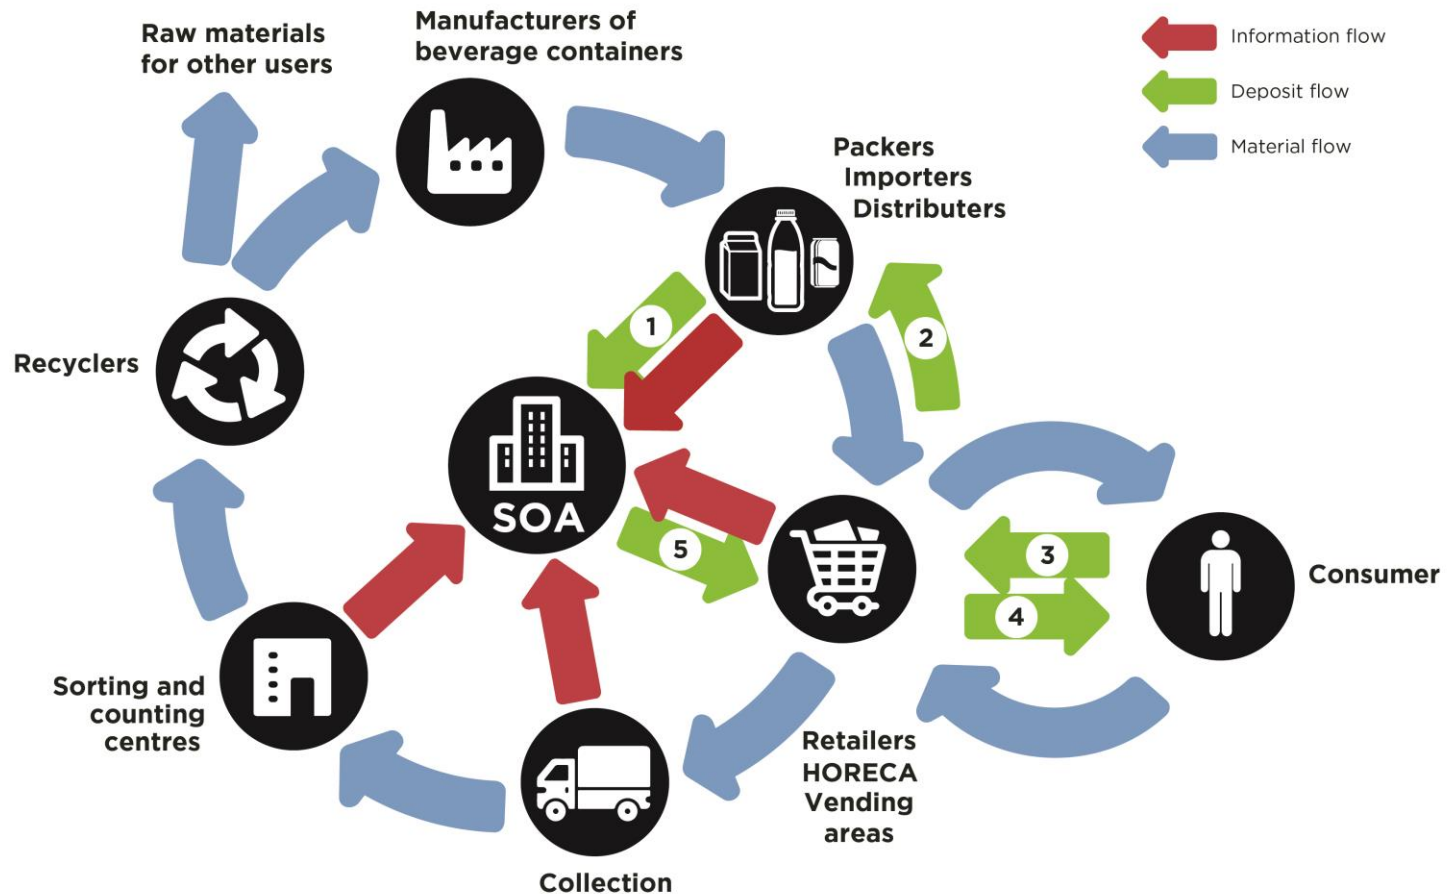 Raw materials
for other users
Manufacturers of
beverage containers
Information flow
Deposit flow
Material flow
Packers
Importers
Distributers
1
2
Recyclers
SOA
5
3
4
Consumer
Sorting and
counting
centres
Retailers
HORECA
Vending
areas
Collection